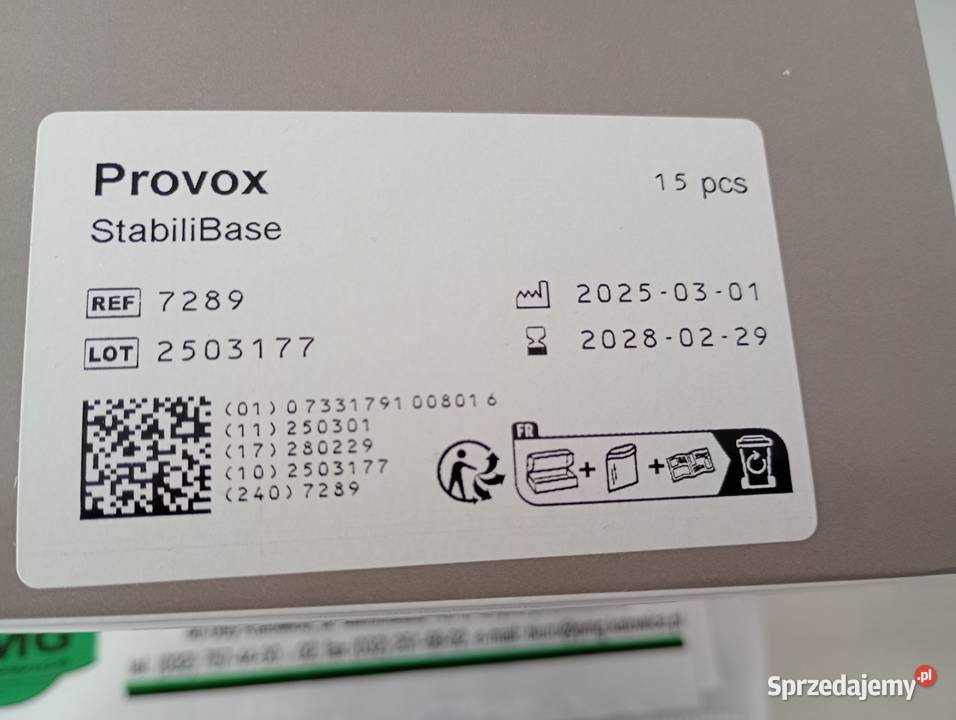 Provox
15 pcs
StabiliBase
REF 7289
2025-03-01
LOT 2503177
2028-02-29
(01) 07331791008016
(11) 250301
(17) 280229
(10) 2503177
(240) 7289
FR
MG
Sprzedajemy.pl